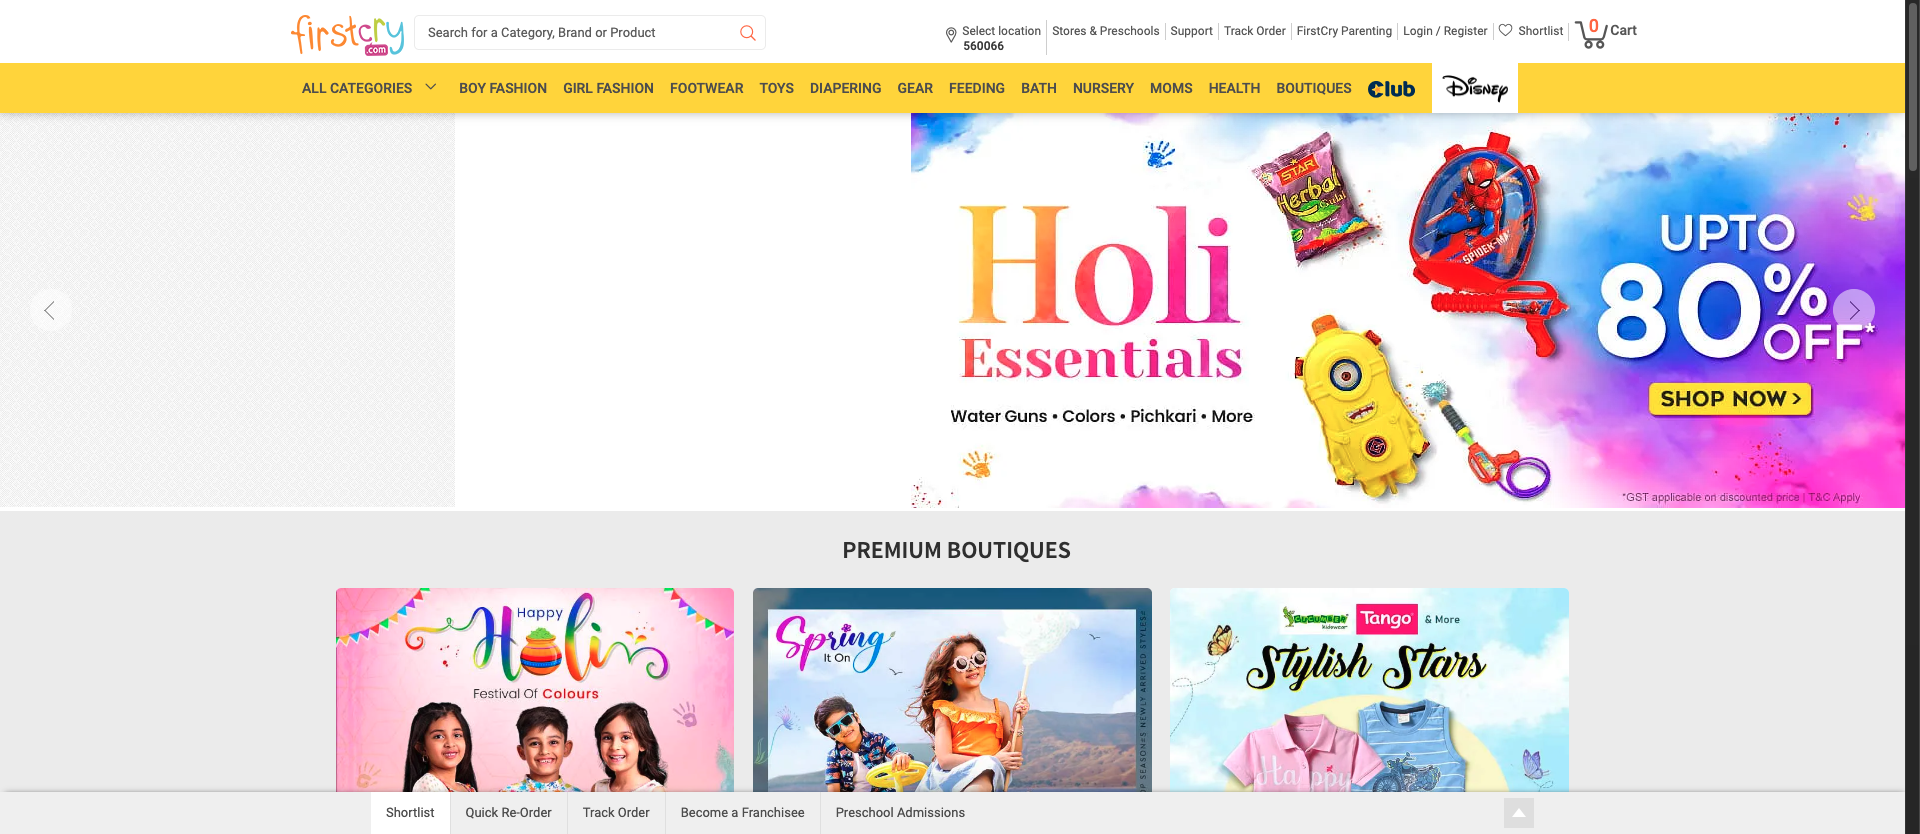 firstcry
.com
Search for a Category, Brand or Product
Select location
560066
Stores & Preschools
Support
Track Order
FirstCry Parenting
Login / Register
Shortlist
0
Cart
ALL CATEGORIES
BOY FASHION
GIRL FASHION
FOOTWEAR
TOYS
DIAPERING
GEAR
FEEDING
BATH
NURSERY
MOMS
HEALTH
BOUTIQUES
Club
Disney
Holi
Essentials
Water Guns • Colors • Pichkari • More
STAR
Herbal
Gulal
SPIDER-MAN
UPTO
80%
OFF*
SHOP NOW >
*GST applicable on discounted price | T&C Apply
PREMIUM BOUTIQUES
Happy
Holi
Festival Of Colours
Spring
It On
NEWLY ARRIVED STYLES
CUCUMBER
Kidswear
Tango
& More
Stylish Stars
Happy
Shortlist
Quick Re-Order
Track Order
Become a Franchisee
Preschool Admissions